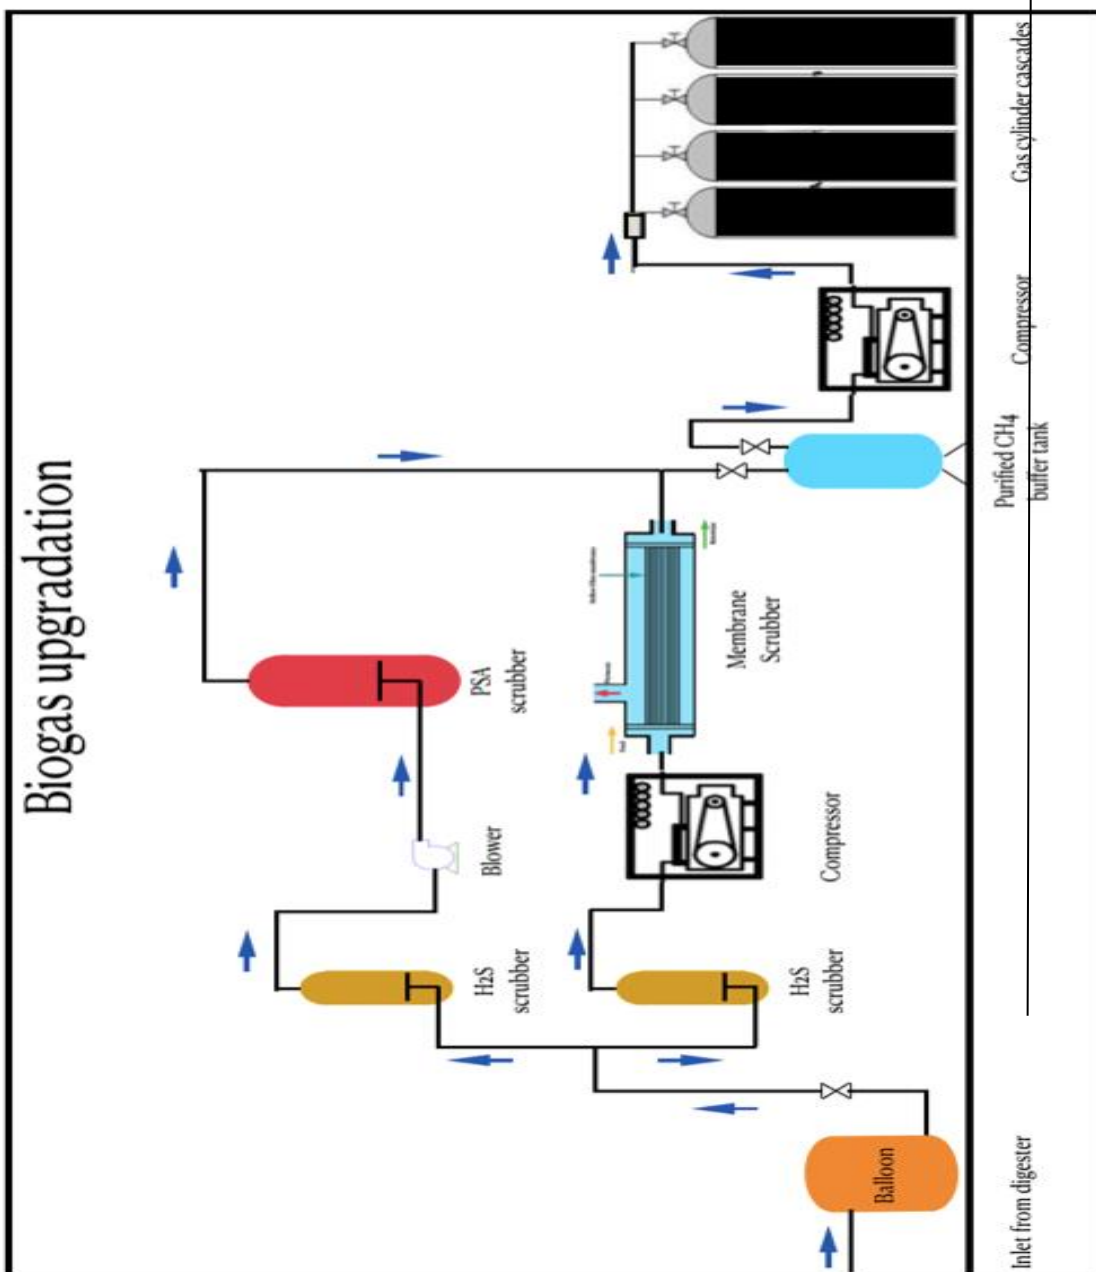 Biogas upgradation
PSA
scrubber
Blower
H2S
scrubber
Membrane
Scrubber
Compressor
H2S
scrubber
Balloon
Inlet from digester
Purified CH4
buffer tank
Compressor
Gas cylinder cascades